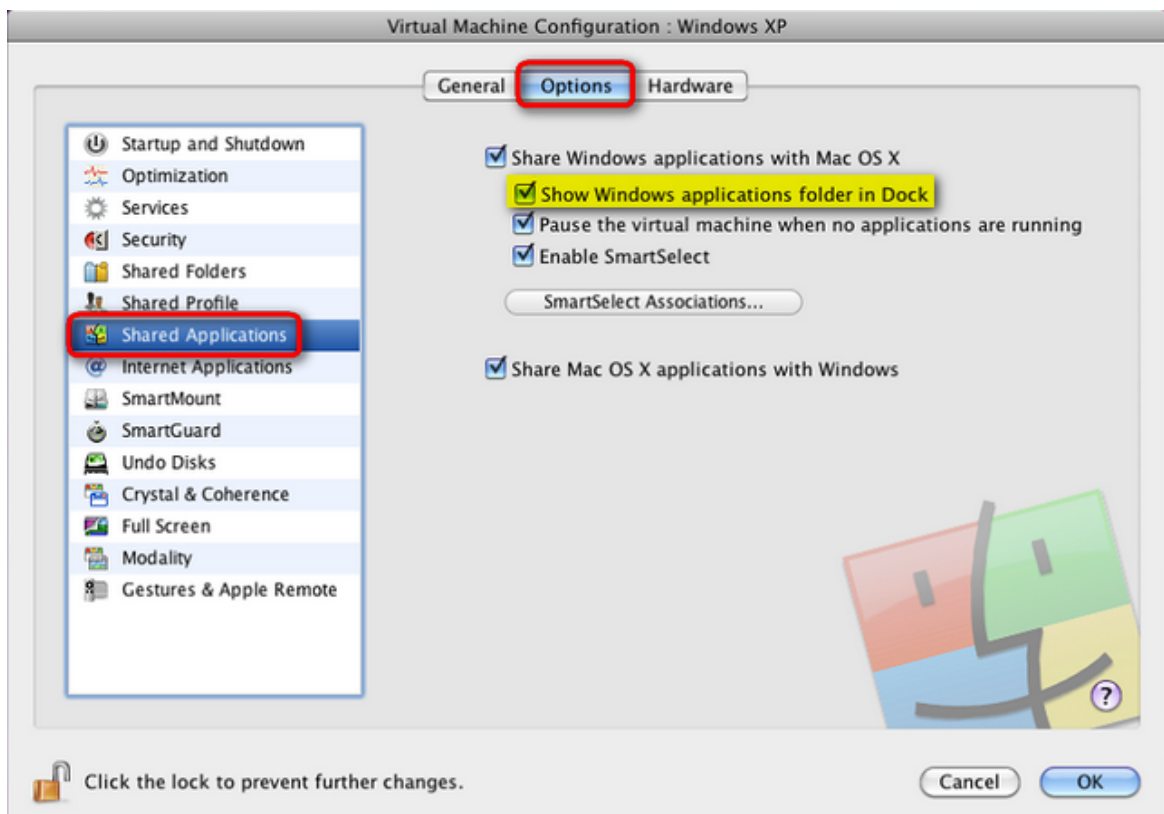 Virtual Machine Configuration : Windows XP
General Options Hardware
Startup and Shutdown
Optimization
Services
Security
Shared Folders
Shared Profile
Shared Applications
Internet Applications
SmartMount
SmartGuard
Undo Disks
Crystal & Coherence
Full Screen
Modality
Gestures & Apple Remote
Share Windows applications with Mac OS X
Show Windows applications folder in Dock
Pause the virtual machine when no applications are running
Enable SmartSelect
SmartSelect Associations...
Share Mac OS X applications with Windows
?
Click the lock to prevent further changes.
Cancel OK